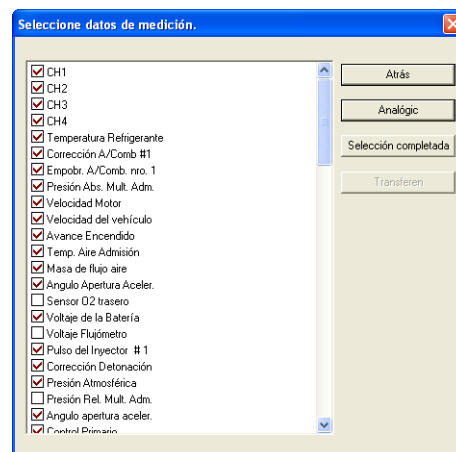 Seleccione datos de medición.
CH1
CH2
CH3
CH4
Temperatura Refrigerante
Corrección A/Comb #1
Empobr. A/Comb. nro. 1
Presión Abs. Mult. Adm.
Velocidad Motor
Velocidad del vehículo
Avance Encendido
Temp. Aire Admisión
Masa de flujo aire
Angulo Apertura Aceler.
Sensor O2 trasero
Voltaje de la Batería
Voltaje Flujómetro
Pulso del Inyector # 1
Corrección Detonación
Presión Atmosférica
Presión Rel. Mult. Adm.
Angulo apertura aceler.
Control Primario
Atrás
Analógic
Selección completada
Transferen